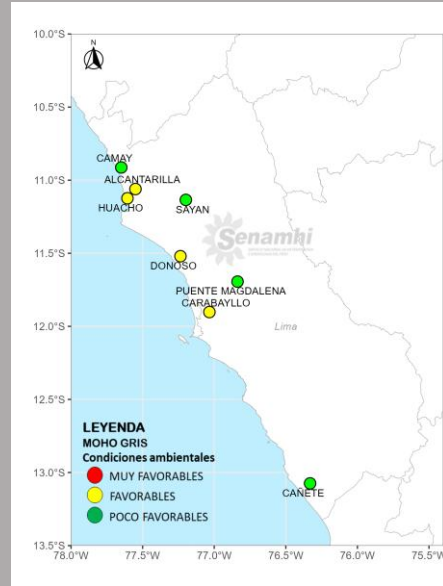 10.0°S
N
10.5°S
CAMAY
11.0°S
ALCANTARILLA
HUACHO
SAYAN
Senamhi
11.5°S
DONOSO
PUENTE MAGDALENA
CARABAYLLO
12.0°S
Lima
12.5°S
LEYENDA
MOHO GRIS
Condiciones ambientales
MUY FAVORABLES
FAVORABLES
POCO FAVORABLES
13.0°S
CAÑETE
13.5°S
78.0°W 77.5°W 77.0°W 76.5°W 76.0°W 75.5°W